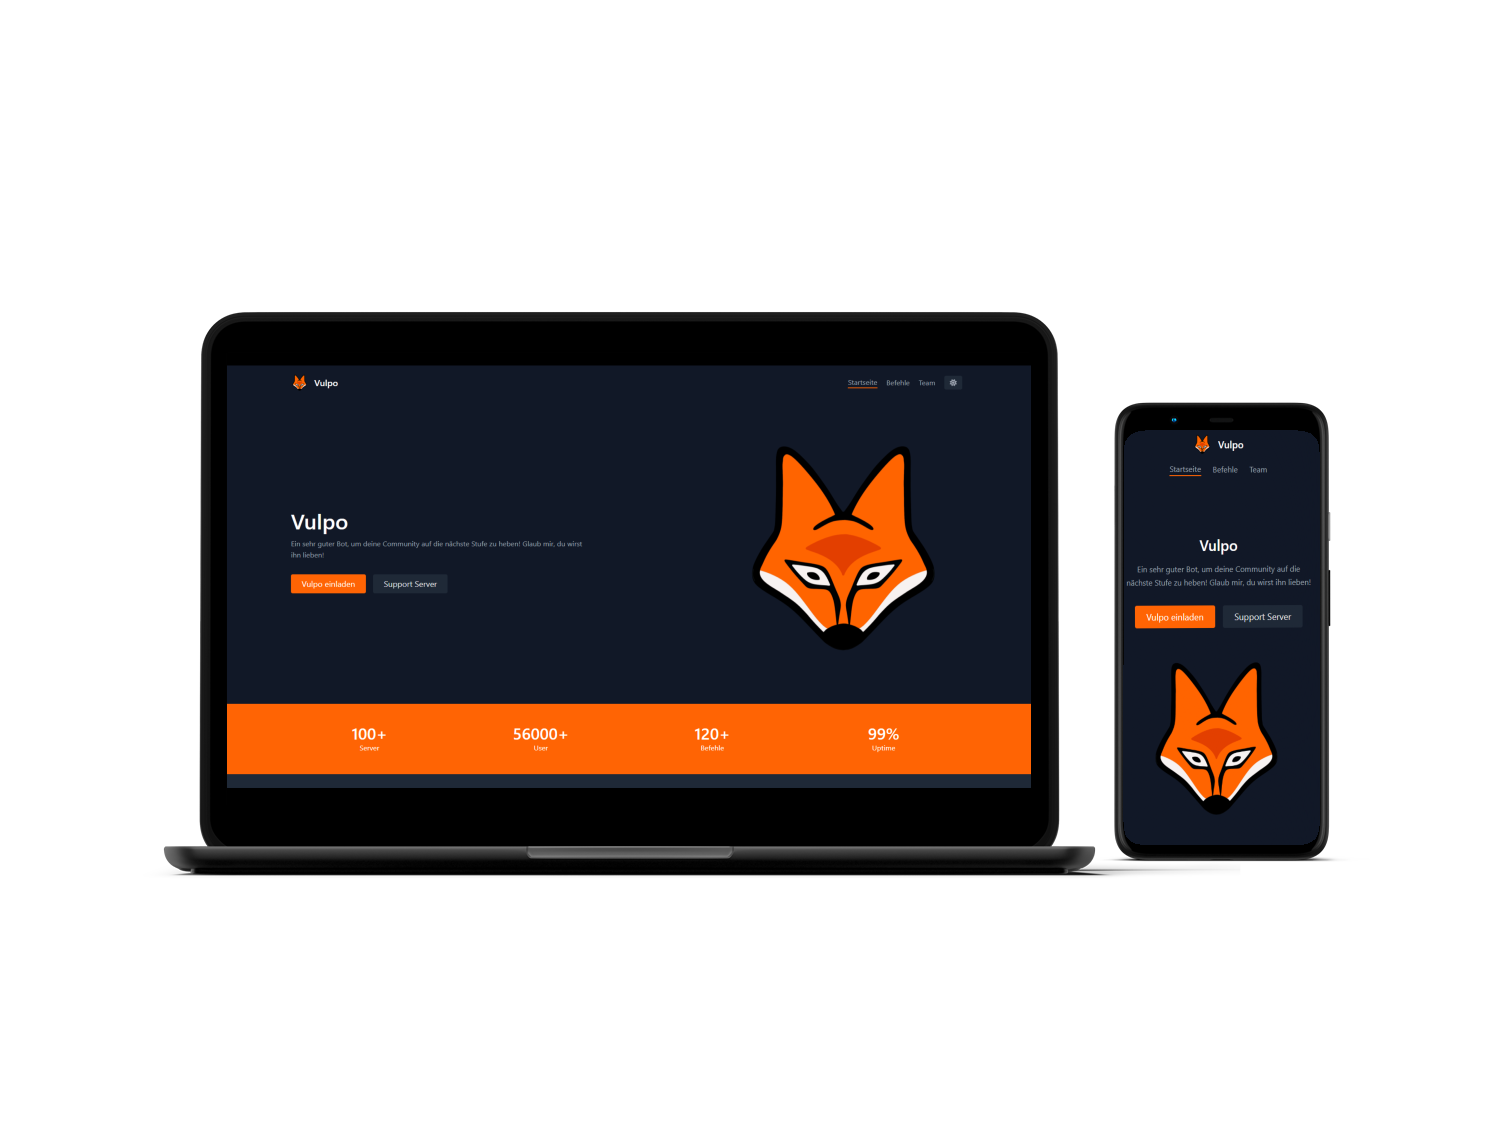 Vulpo
Startseite Befehle Team
Vulpo
Ein sehr guter Bot, um deine Community auf die nächste Stufe zu heben! Glaub mir, du wirst
ihn lieben!
Vulpo einladen Support Server
100+ 56000+ 120+ 99%
Server User Befehle Uptime
Vulpo
Startseite Befehle Team
Vulpo
Ein sehr guter Bot, um deine Community auf die
nächste Stufe zu heben! Glaub mir, du wirst ihn lieben!
Vulpo einladen Support Server